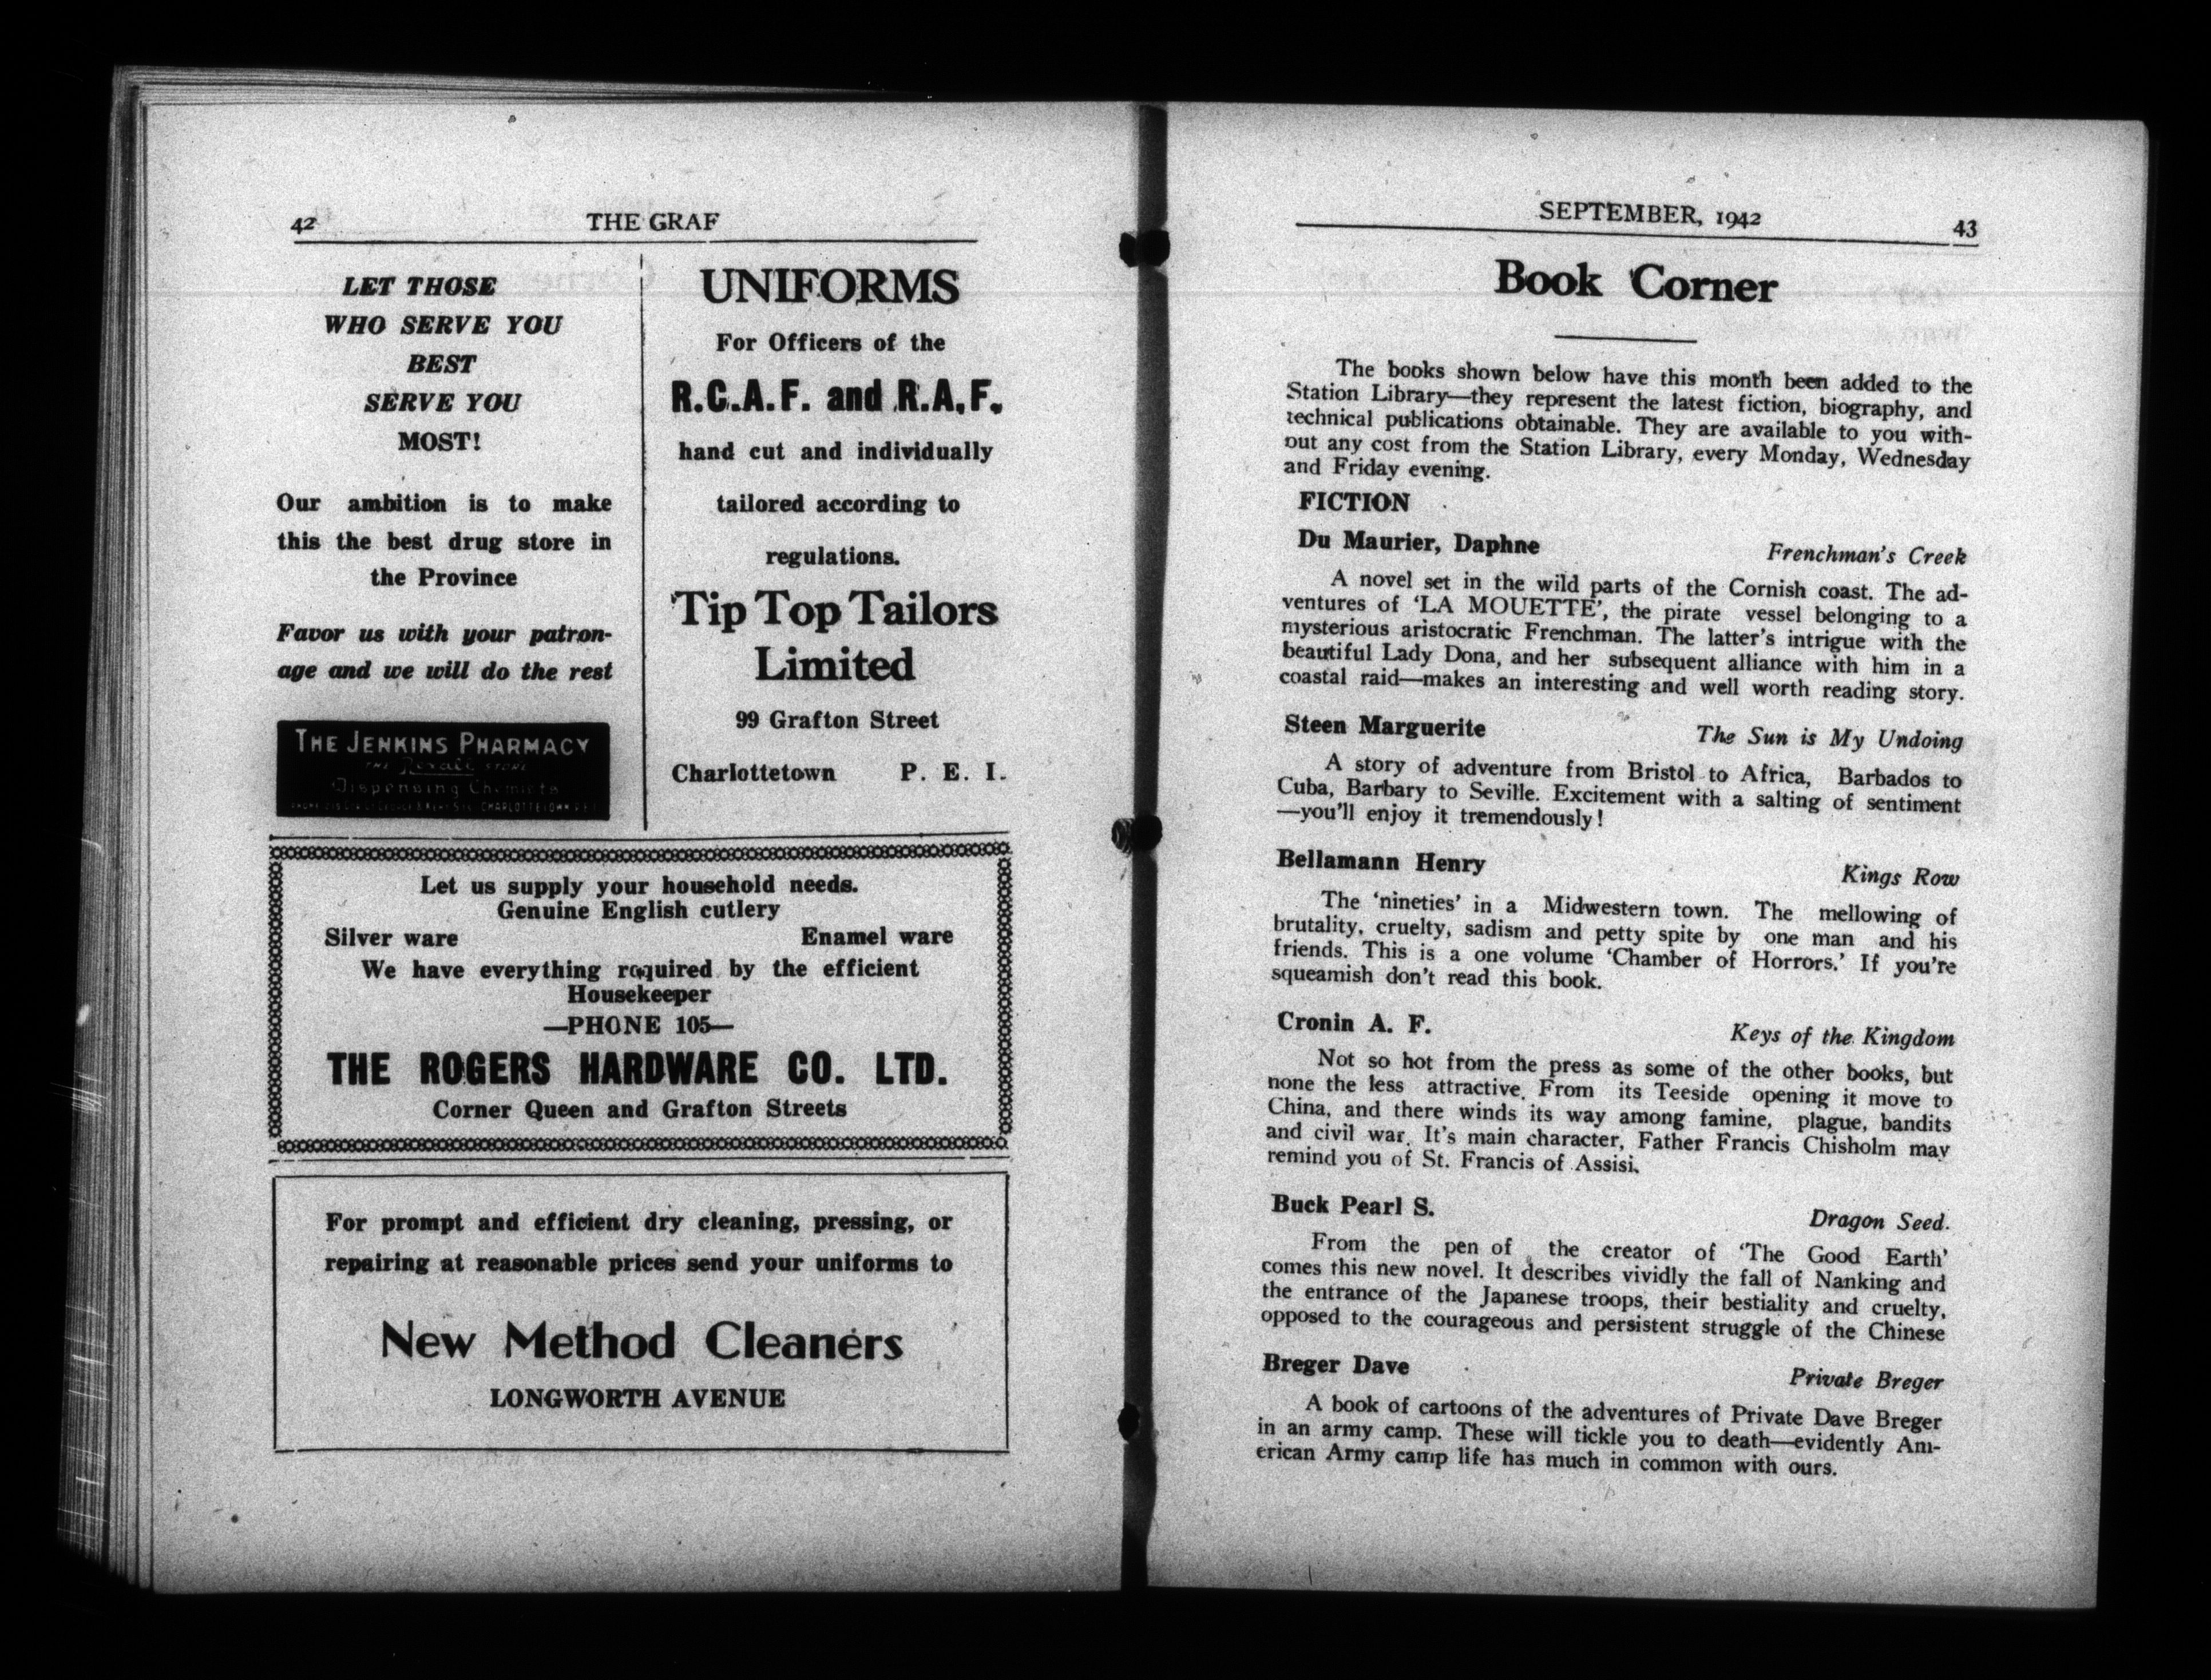 42
THE GRAF
LET THOSE
WHO SERVE YOU
BEST
SERVE YOU
MOST!
Our ambition is to make
this the best drug store in
the Province
Favor us with your patron-
age and we will do the rest
THE JENKINS PHARMACY
THE Rexall STORE
Dispensing Chemists
CHARLOTTETOWN
UNIFORMS
For Officers of the
R.C.A.F. and R.A.F.
hand cut and individually
tailored according to
regulations.
Tip Top Tailors
Limited
99 Grafton Street
Charlottetown P. E. I.
Let us supply your household needs.
Genuine English cutlery
Silver ware Enamel ware
We have everything required by the efficient
Housekeeper
—PHONE 105—
THE ROGERS HARDWARE CO. LTD.
Corner Queen and Grafton Streets
For prompt and efficient dry cleaning, pressing, or
repairing at reasonable prices send your uniforms to
New Method Cleaners
LONGWORTH AVENUE
SEPTEMBER, 1942
43
Book Corner
The books shown below have this month been added to the
Station Library—they represent the latest fiction, biography, and
technical publications obtainable. They are available to you with-
out any cost from the Station Library, every Monday, Wednesday
and Friday evening.
FICTION
Du Maurier, Daphne Frenchman's Creek
A novel set in the wild parts of the Cornish coast. The ad-
ventures of 'LA MOUETTE', the pirate vessel belonging to a
mysterious aristocratic Frenchman. The latter's intrigue with the
beautiful Lady Dona, and her subsequent alliance with him in a
coastal raid—makes an interesting and well worth reading story.
Steen Marguerite The Sun is My Undoing
A story of adventure from Bristol to Africa, Barbados to
Cuba, Barbary to Seville. Excitement with a salting of sentiment
—you'll enjoy it tremendously!
Bellamann Henry Kings Row
The 'nineties' in a Midwestern town. The mellowing of
brutality, cruelty, sadism and petty spite by one man and his
friends. This is a one volume 'Chamber of Horrors.' If you're
squeamish don't read this book.
Cronin A. F. Keys of the Kingdom
Not so hot from the press as some of the other books, but
none the less attractive. From its Teeside opening it move to
China, and there winds its way among famine, plague, bandits
and civil war. It's main character, Father Francis Chisholm may
remind you of St. Francis of Assisi.
Buck Pearl S. Dragon Seed.
From the pen of the creator of 'The Good Earth'
comes this new novel. It describes vividly the fall of Nanking and
the entrance of the Japanese troops, their bestiality and cruelty,
opposed to the courageous and persistent struggle of the Chinese
Breger Dave Private Breger
A book of cartoons of the adventures of Private Dave Breger
in an army camp. These will tickle you to death—evidently Am-
erican Army camp life has much in common with ours.